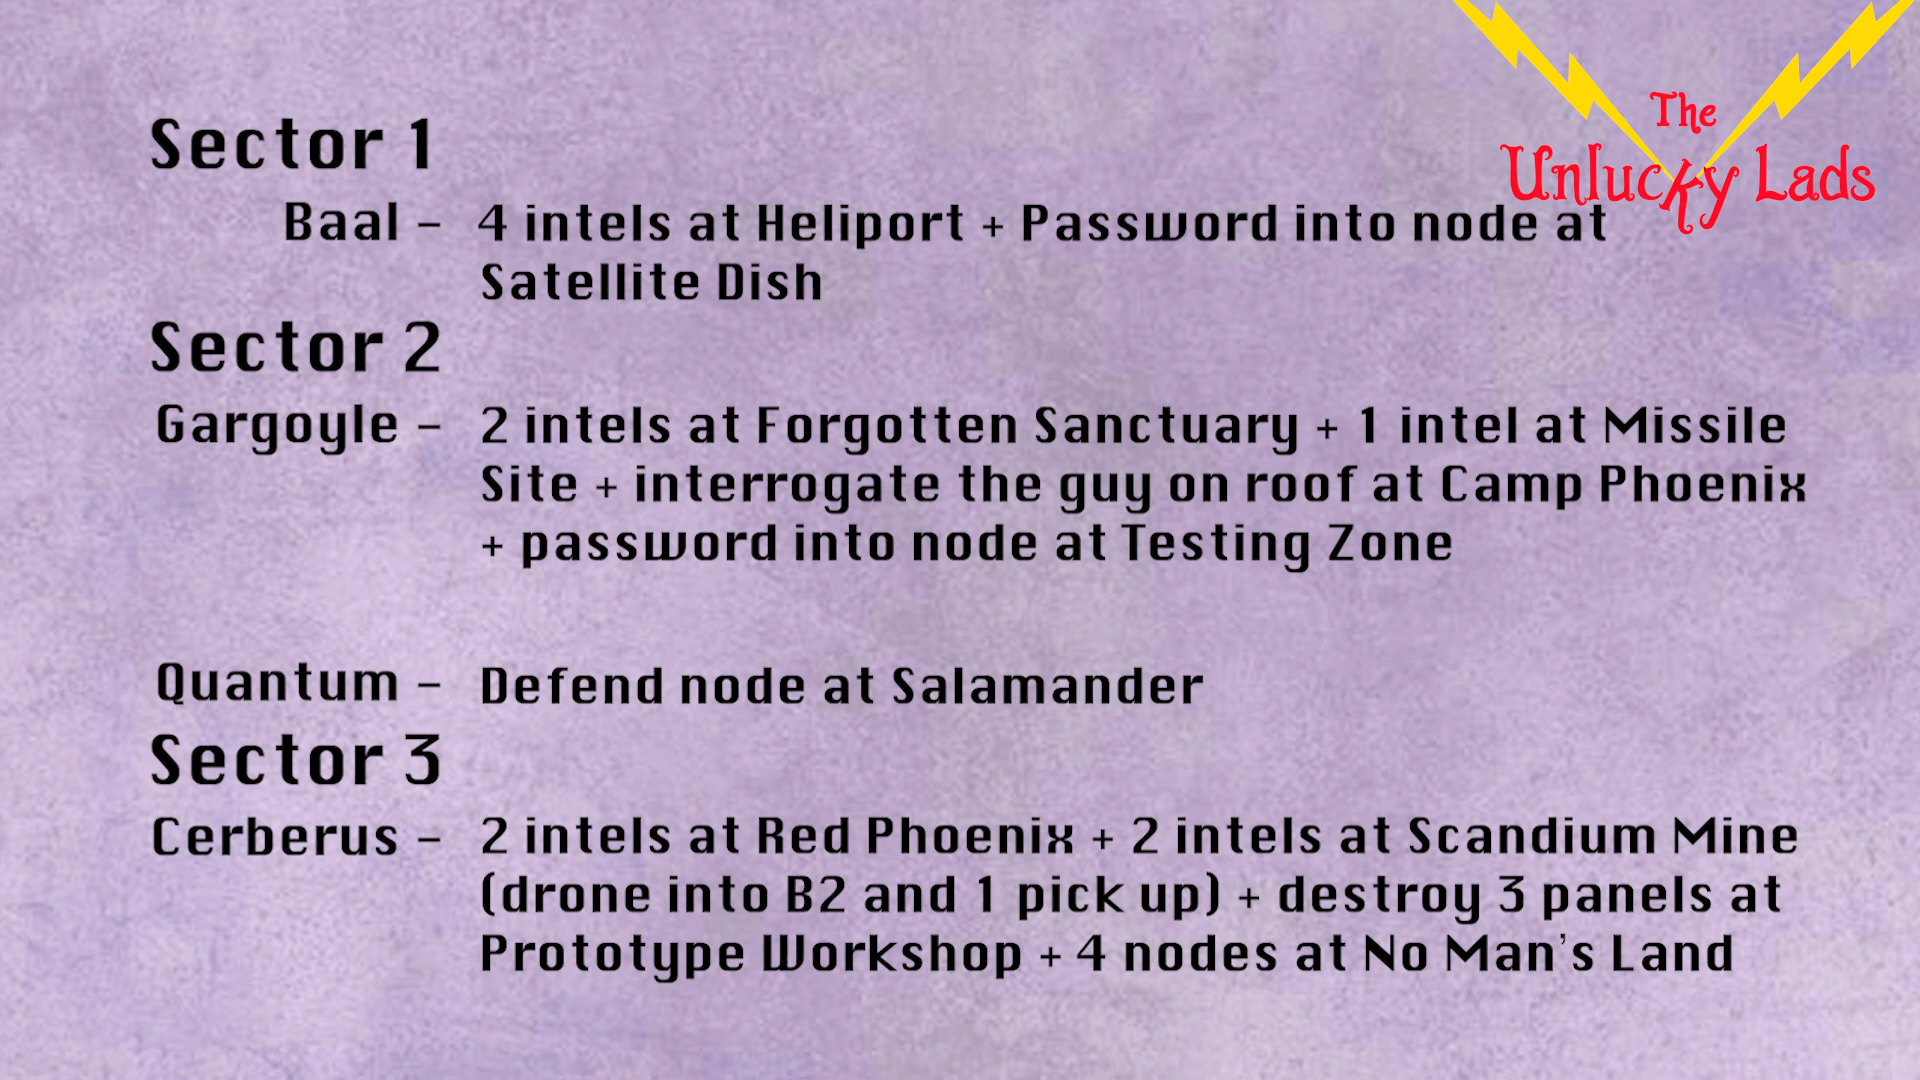 The
Unlucky Lads
Sector 1
Baal - 4 intels at Heliport + Password into node at
Satellite Dish
Sector 2
Gargoyle - 2 intels at Forgotten Sanctuary + 1 intel at Missile
Site + interrogate the guy on roof at Camp Phoenix
+ password into node at Testing Zone
Quantum - Defend node at Salamander
Sector 3
Cerberus - 2 intels at Red Phoenix + 2 intels at Scandium Mine
(drone into B2 and 1 pick up) + destroy 3 panels at
Prototype Workshop + 4 nodes at No Man's Land